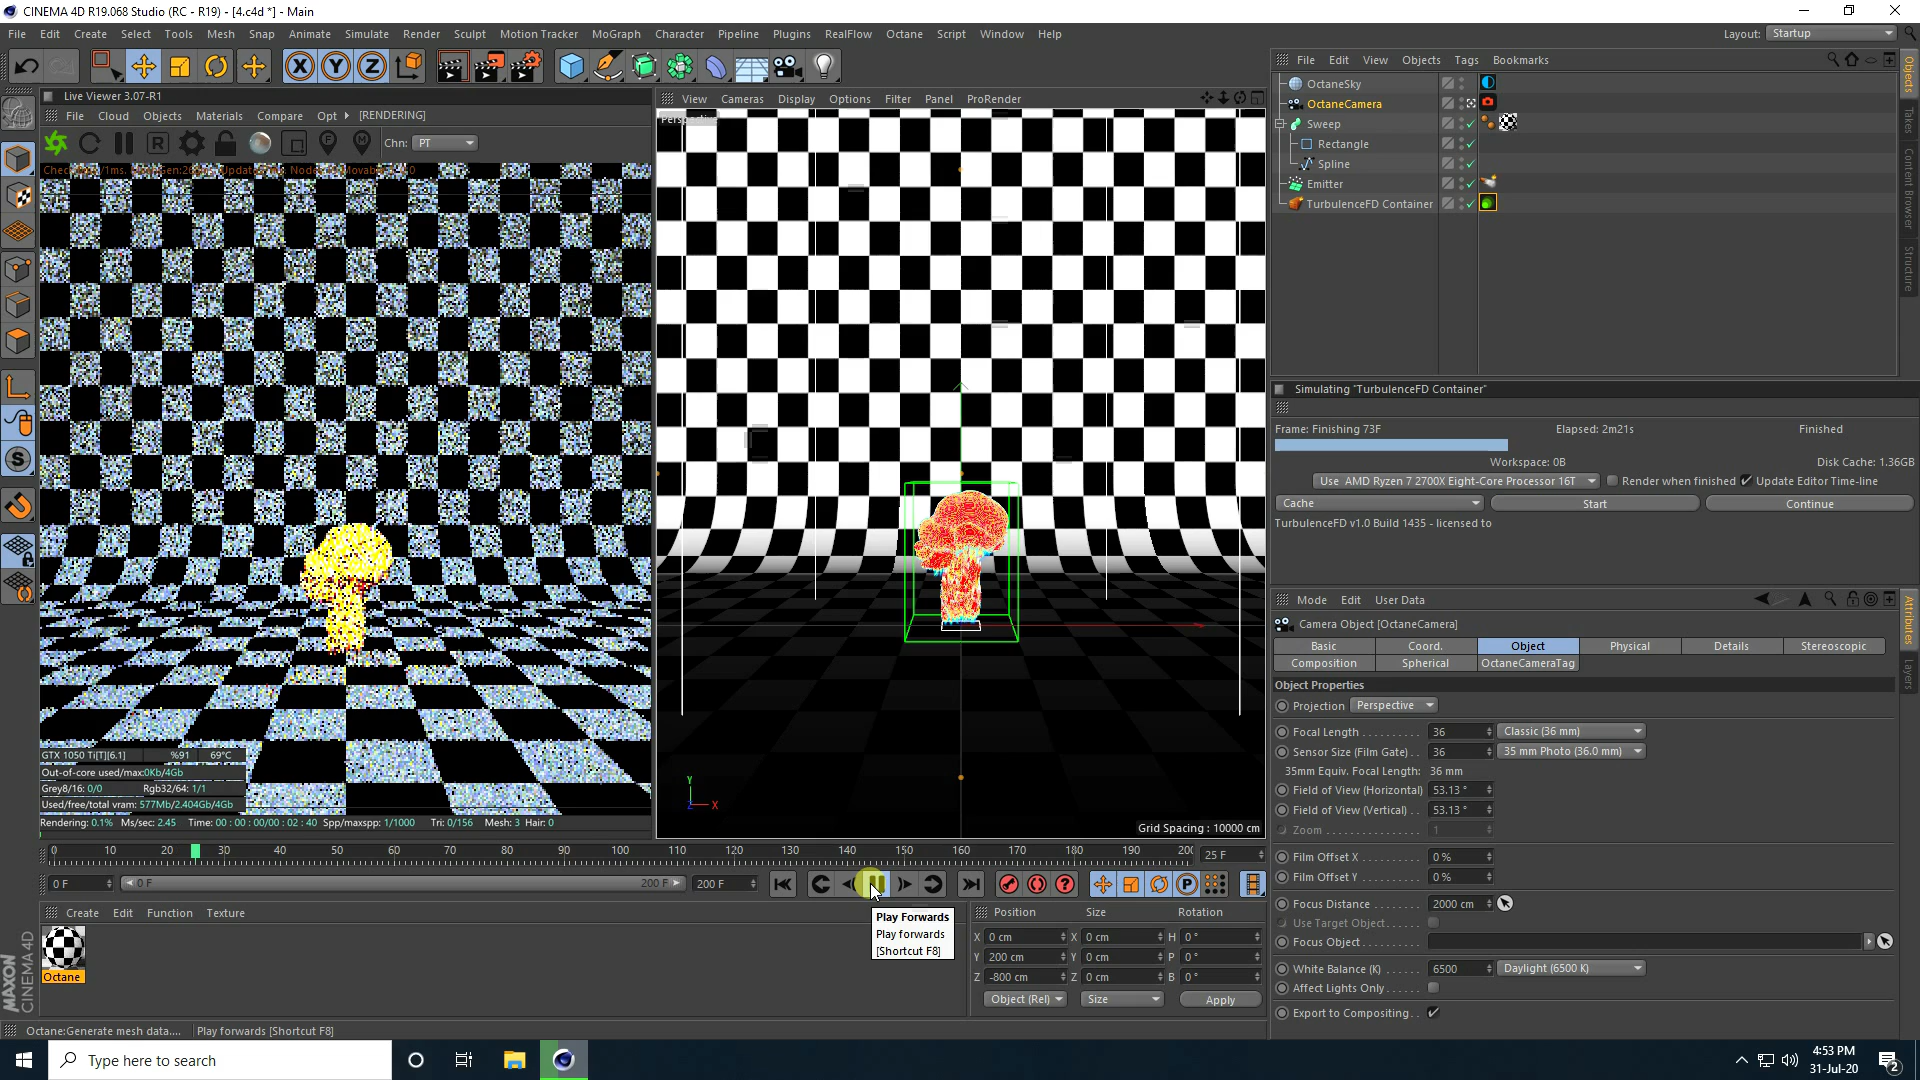 CINEMA 4D R19.068 Studio (RC - R19) - [4.c4d *] - Main
File Edit Create Select Tools Mesh Snap Animate Simulate Render Sculpt Motion Tracker MoGraph Character Pipeline Plugins RealFlow Octane Script Window Help
Layout: Startup
Live Viewer 3.07-R1
File Cloud Objects Materials Compare Opt [RENDERING]
Chn: PT
View Cameras Display Options Filter Panel ProRender
GTX 1050 Ti[T][6.1] %91 69°C
Out-of-core used/max:0Kb/4Gb
Grey8/16: 0/0 Rgb32/64: 1/1
Used/free/total vram: 577Mb/2.404Gb/4Gb
Rendering: 0.1% Ms/sec: 2.45 Time: 00 : 00 : 00/00 : 02 : 40 Spp/maxspp: 1/1000 Tri: 0/156 Mesh: 3 Hair: 0
Y
X
Z
Grid Spacing : 10000 cm
0 10 20 30 40 50 60 70 80 90 100 110 120 130 140 150 160 170 180 190 200
25 F
0 F
0 F
200 F
200 F
Play Forwards
Play forwards
[Shortcut F8]
Create Edit Function Texture
Octane
MAXON
CINEMA 4D
Position Size Rotation
X 0 cm X 0 cm H 0 °
Y 200 cm Y 0 cm P 0 °
Z -800 cm Z 0 cm B 0 °
Object (Rel) Size Apply
Octane:Generate mesh data.... Play forwards [Shortcut F8]
File Edit View Objects Tags Bookmarks
OctaneSky
OctaneCamera
Sweep
Rectangle
Spline
Emitter
TurbulenceFD Container
Objects
Takes
Content Browser
Structure
Simulating "TurbulenceFD Container"
Frame: Finishing 73F Elapsed: 2m21s Finished
Workspace: 0B Disk Cache: 1.36GB
Use AMD Ryzen 7 2700X Eight-Core Processor 16T Render when finished Update Editor Time-line
Cache Start Continue
TurbulenceFD v1.0 Build 1435 - licensed to
Mode Edit User Data
Attributes
Layers
Camera Object [OctaneCamera]
Basic Coord. Object Physical Details Stereoscopic
Composition Spherical OctaneCameraTag
Object Properties
Projection Perspective
Focal Length 36 Classic (36 mm)
Sensor Size (Film Gate) 36 35 mm Photo (36.0 mm)
35mm Equiv. Focal Length: 36 mm
Field of View (Horizontal) 53.13 °
Field of View (Vertical) 53.13 °
Zoom 1
Film Offset X 0 %
Film Offset Y 0 %
Focus Distance 2000 cm
Use Target Object
Focus Object
White Balance (K) 6500 Daylight (6500 K)
Affect Lights Only
Export to Compositing
Type here to search
4:53 PM
31-Jul-20
2